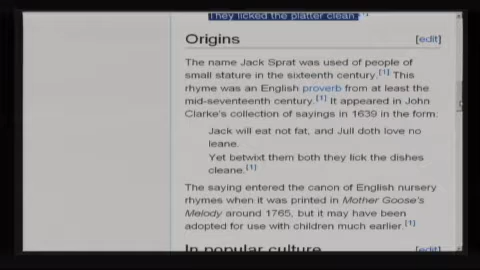 They licked the platter clean.
Origins [edit]
The name Jack Sprat was used of people of
small stature in the sixteenth century.[1] This
rhyme was an English proverb from at least the
mid-seventeenth century.[1] It appeared in John
Clarke's collection of sayings in 1639 in the form:
Jack will eat not fat, and Jull doth love no
leane.
Yet betwixt them both they lick the dishes
cleane.[1]
The saying entered the canon of English nursery
rhymes when it was printed in Mother Goose's
Melody around 1765, but it may have been
adopted for use with children much earlier.[1]
In popular culture [edit]